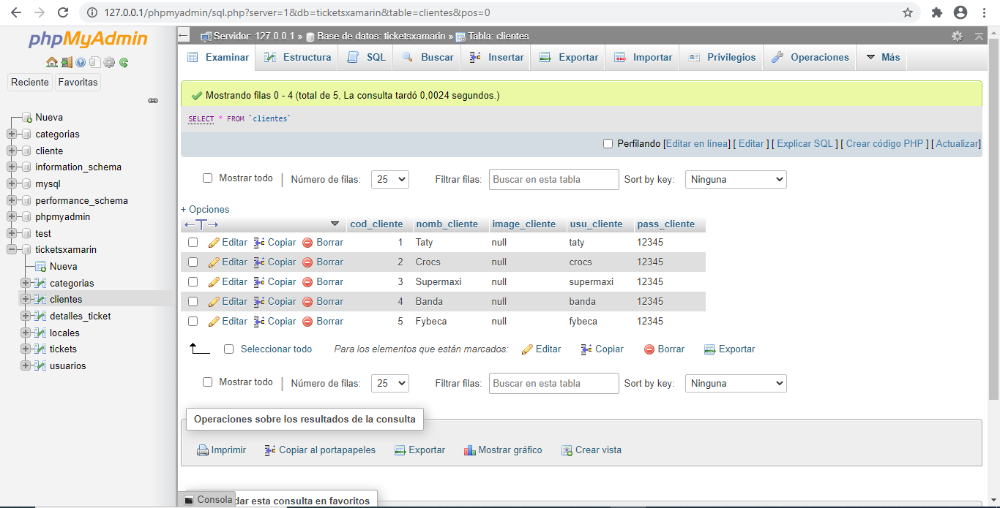 127.0.0.1/phpmyadmin/sql.php?server=1&db=ticketsxamarin&table=clientes&pos=0
phpMyAdmin
Reciente Favoritas
Nueva
categorias
cliente
information_schema
mysql
performance_schema
phpmyadmin
test
ticketsxamarin
Nueva
categorias
clientes
detalles_ticket
locales
tickets
usuarios
Servidor: 127.0.0.1 » Base de datos: ticketsxamarin » Tabla: clientes
Examinar Estructura SQL Buscar Insertar Exportar Importar Privilegios Operaciones Más
Mostrando filas 0 - 4 (total de 5, La consulta tardó 0,0024 segundos.)
SELECT * FROM `clientes`
Perfilando [Editar en línea] [ Editar ] [ Explicar SQL ] [ Crear código PHP ] [ Actualizar]
Mostrar todo | Número de filas: 25 Filtrar filas: Buscar en esta tabla Sort by key: Ninguna
+ Opciones
←T→ cod_cliente nomb_cliente image_cliente usu_cliente pass_cliente
Editar Copiar Borrar 1 Taty null taty 12345
Editar Copiar Borrar 2 Crocs null crocs 12345
Editar Copiar Borrar 3 Supermaxi null supermaxi 12345
Editar Copiar Borrar 4 Banda null banda 12345
Editar Copiar Borrar 5 Fybeca null fybeca 12345
Seleccionar todo Para los elementos que están marcados: Editar Copiar Borrar Exportar
Mostrar todo | Número de filas: 25 Filtrar filas: Buscar en esta tabla Sort by key: Ninguna
Operaciones sobre los resultados de la consulta
Imprimir Copiar al portapapeles Exportar Mostrar gráfico Crear vista
Consola dar esta consulta en favoritos